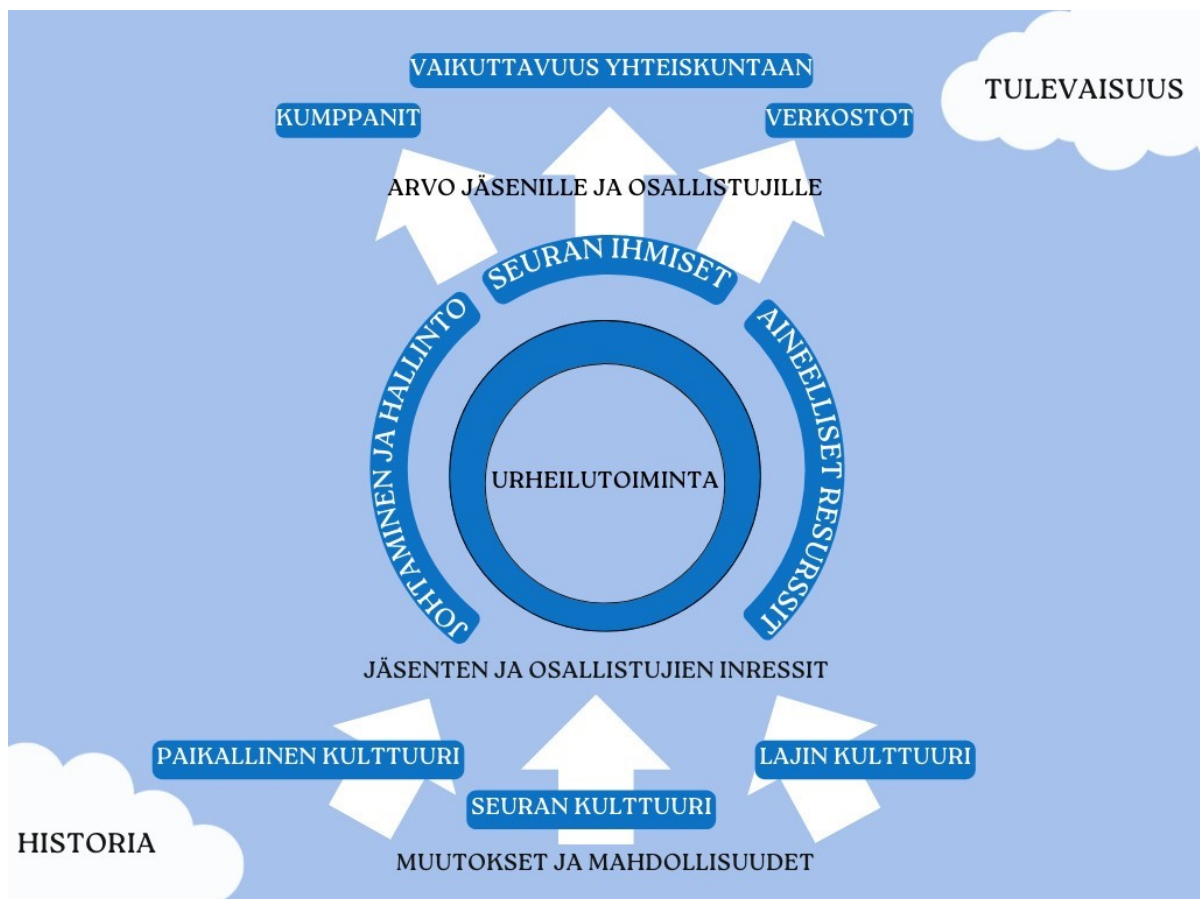 VAIKUTTAVUUS YHTEISKUNTAAN
TULEVAISUUS
KUMPPANIT
VERKOSTOT
ARVO JÄSENILLE JA OSALLISTUJILLE
SEURAN IHMISET
JOHTAMINEN JA HALLINTO
AINEELLISET RESURSSIT
URHEILUTOIMINTA
JÄSENTEN JA OSALLISTUJIEN INRESSIT
PAIKALLINEN KULTTUURI
LAJIN KULTTUURI
SEURAN KULTTUURI
HISTORIA
MUUTOKSET JA MAHDOLLISUUDET